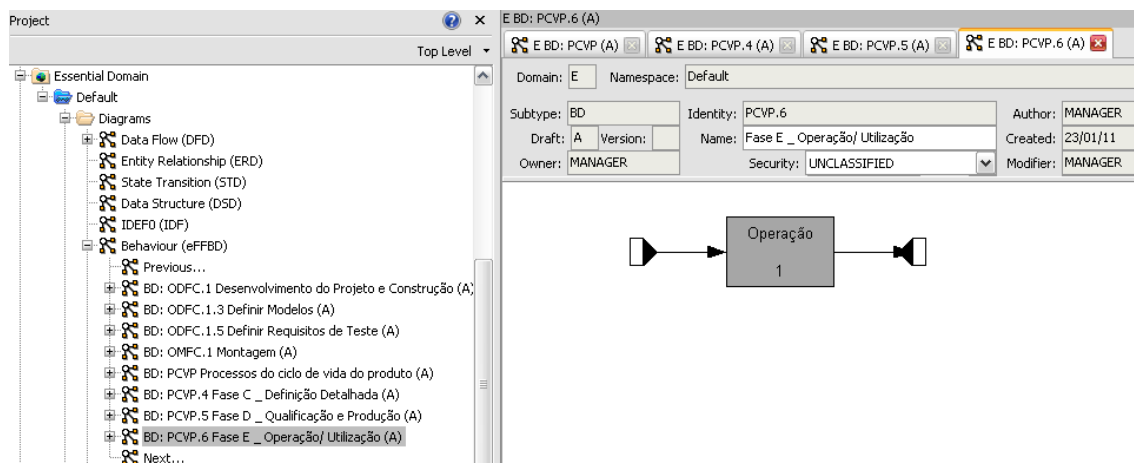 Project
Top Level
Essential Domain
Default
Diagrams
Data Flow (DFD)
Entity Relationship (ERD)
State Transition (STD)
Data Structure (DSD)
IDEF0 (IDF)
Behaviour (eFFBD)
Previous...
BD: ODFC.1 Desenvolvimento do Projeto e Construção (A)
BD: ODFC.1.3 Definir Modelos (A)
BD: ODFC.1.5 Definir Requisitos de Teste (A)
BD: OMFC.1 Montagem (A)
BD: PCVP Processos do ciclo de vida do produto (A)
BD: PCVP.4 Fase C _ Definição Detalhada (A)
BD: PCVP.5 Fase D _ Qualificação e Produção (A)
BD: PCVP.6 Fase E _ Operação/ Utilização (A)
Next...
E BD: PCVP.6 (A)
E BD: PCVP (A) E BD: PCVP.4 (A) E BD: PCVP.5 (A) E BD: PCVP.6 (A)
Domain: E Namespace: Default
Subtype: BD Identity: PCVP.6 Author: MANAGER
Draft: A Version: Name: Fase E _ Operação/ Utilização Created: 23/01/11
Owner: MANAGER Security: UNCLASSIFIED Modifier: MANAGER
Operação
1